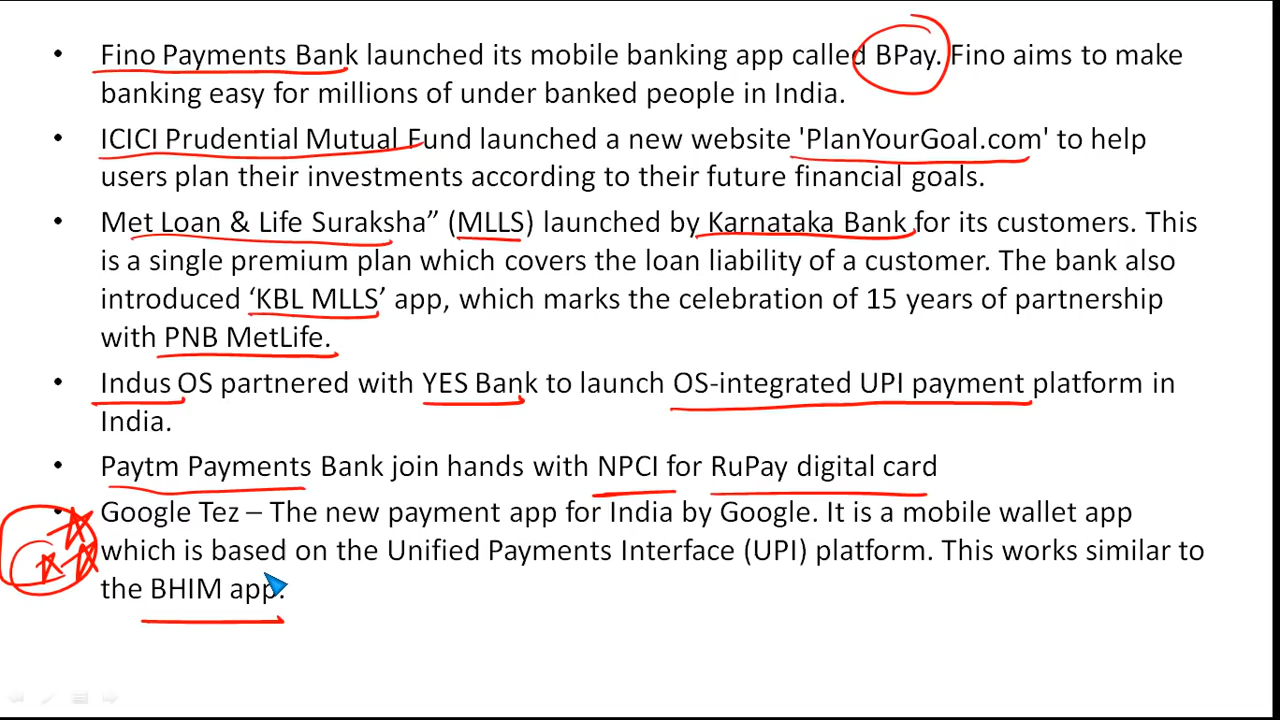 • Fino Payments Bank launched its mobile banking app called BPay. Fino aims to make
banking easy for millions of under banked people in India.
• ICICI Prudential Mutual Fund launched a new website 'PlanYourGoal.com' to help
users plan their investments according to their future financial goals.
• Met Loan & Life Suraksha” (MLLS) launched by Karnataka Bank for its customers. This
is a single premium plan which covers the loan liability of a customer. The bank also
introduced ‘KBL MLLS’ app, which marks the celebration of 15 years of partnership
with PNB MetLife.
• Indus OS partnered with YES Bank to launch OS-integrated UPI payment platform in
India.
• Paytm Payments Bank join hands with NPCI for RuPay digital card
• Google Tez – The new payment app for India by Google. It is a mobile wallet app
which is based on the Unified Payments Interface (UPI) platform. This works similar to
the BHIM app.